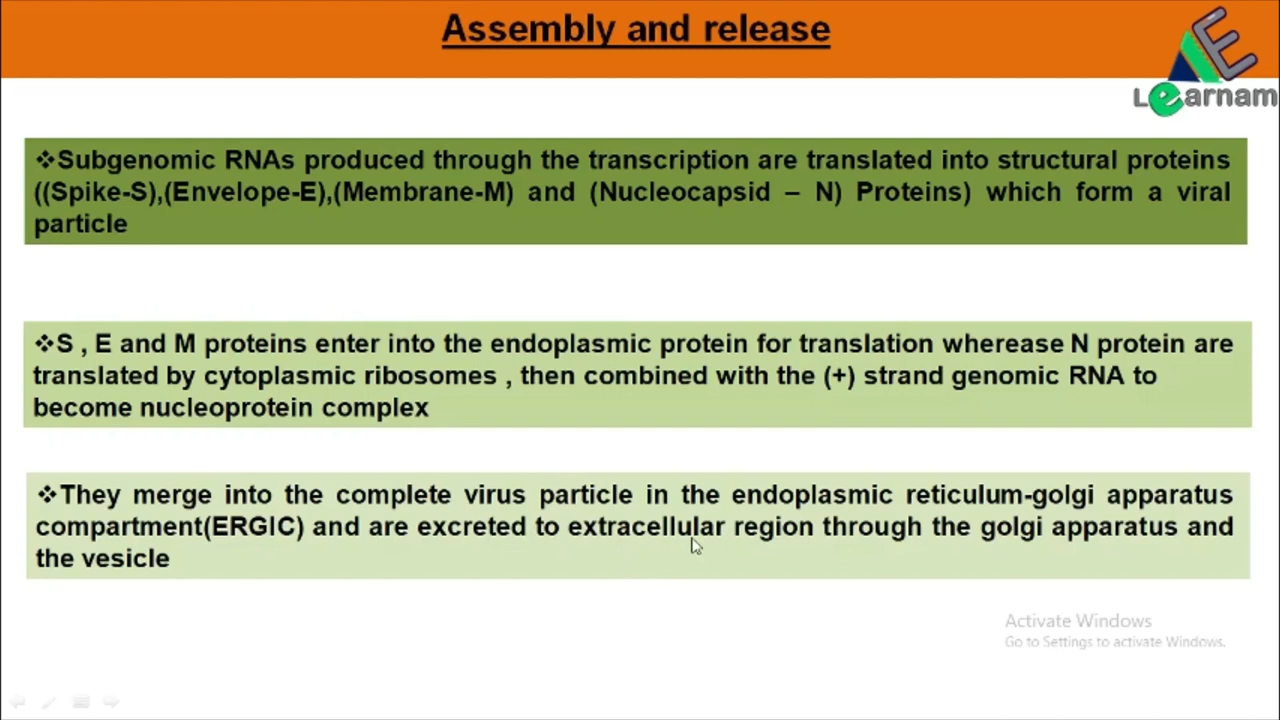 Assembly and release
Learnam
❖Subgenomic RNAs produced through the transcription are translated into structural proteins
((Spike-S),(Envelope-E),(Membrane-M) and (Nucleocapsid – N) Proteins) which form a viral
particle
❖S , E and M proteins enter into the endoplasmic protein for translation wherease N protein are
translated by cytoplasmic ribosomes , then combined with the (+) strand genomic RNA to
become nucleoprotein complex
❖They merge into the complete virus particle in the endoplasmic reticulum-golgi apparatus
compartment(ERGIC) and are excreted to extracellular region through the golgi apparatus and
the vesicle
Activate Windows
Go to Settings to activate Windows.